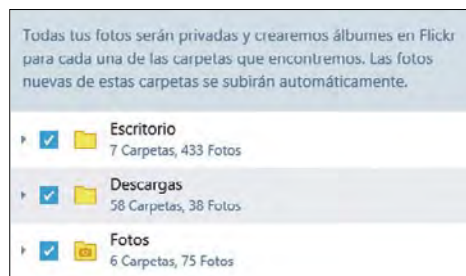 Todas tus fotos serán privadas y crearemos álbumes en Flickr
para cada una de las carpetas que encontremos. Las fotos
nuevas de estas carpetas se subirán automáticamente.
Escritorio
7 Carpetas, 433 Fotos
Descargas
58 Carpetas, 38 Fotos
Fotos
6 Carpetas, 75 Fotos